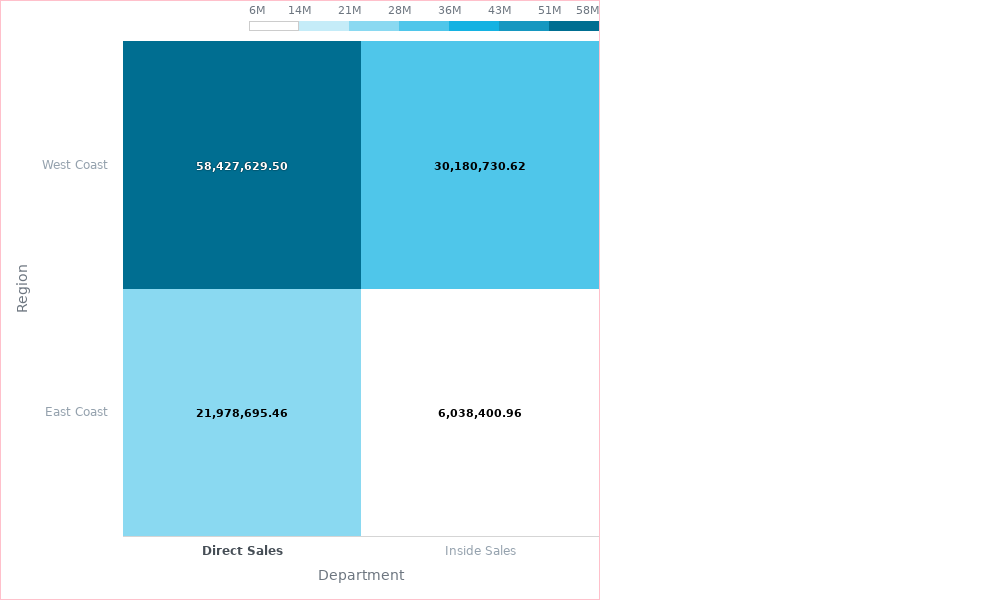 6M 14M 21M 28M 36M 43M 51M 58M
West Coast
58,427,629.50
30,180,730.62
Region
East Coast
21,978,695.46
6,038,400.96
Direct Sales
Inside Sales
Department